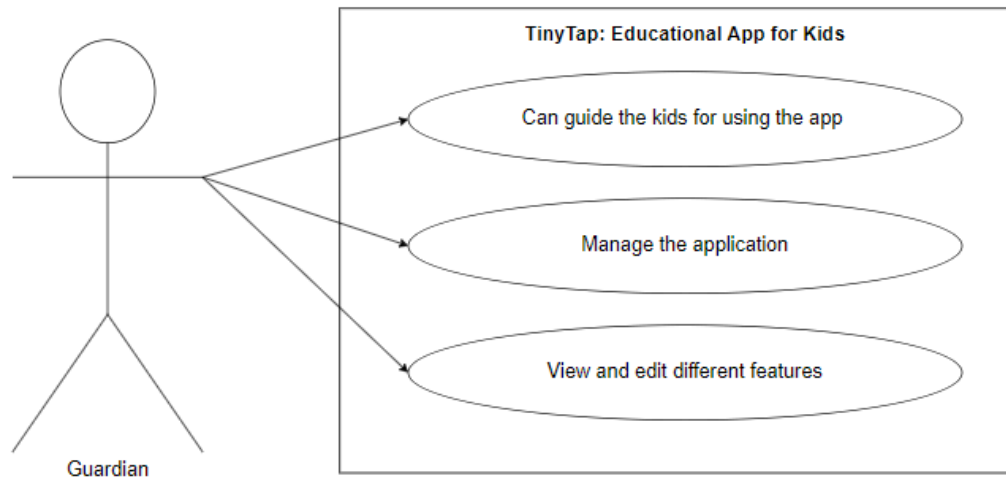 TinyTap: Educational App for Kids
Can guide the kids for using the app
Manage the application
View and edit different features
Guardian